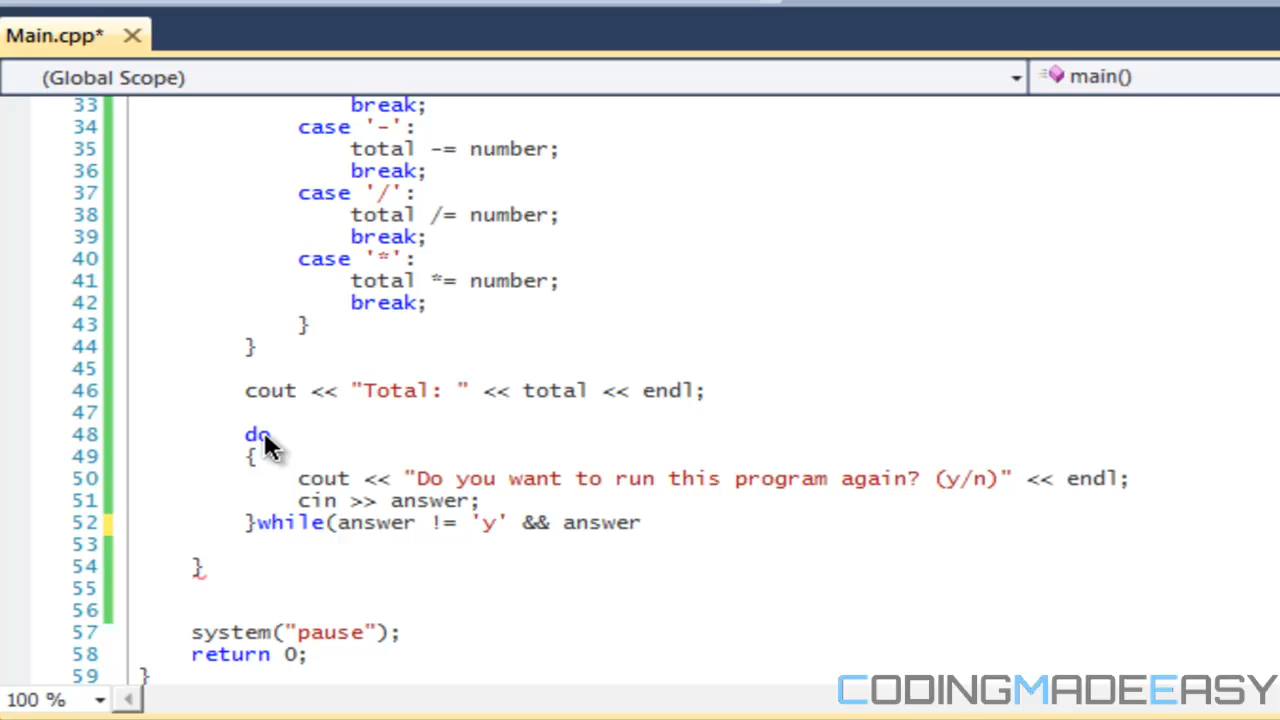 Main.cpp*
(Global Scope)
main()
33 break;
34 case '-':
35 total -= number;
36 break;
37 case '/':
38 total /= number;
39 break;
40 case '*':
41 total *= number;
42 break;
43 }
44 }
45
46 cout << "Total: " << total << endl;
47
48 do
49 {
50 cout << "Do you want to run this program again? (y/n)" << endl;
51 cin >> answer;
52 }while(answer != 'y' && answer
53
54 }
55
56
57 system("pause");
58 return 0;
59 }
100 %
CODINGMADEEASY